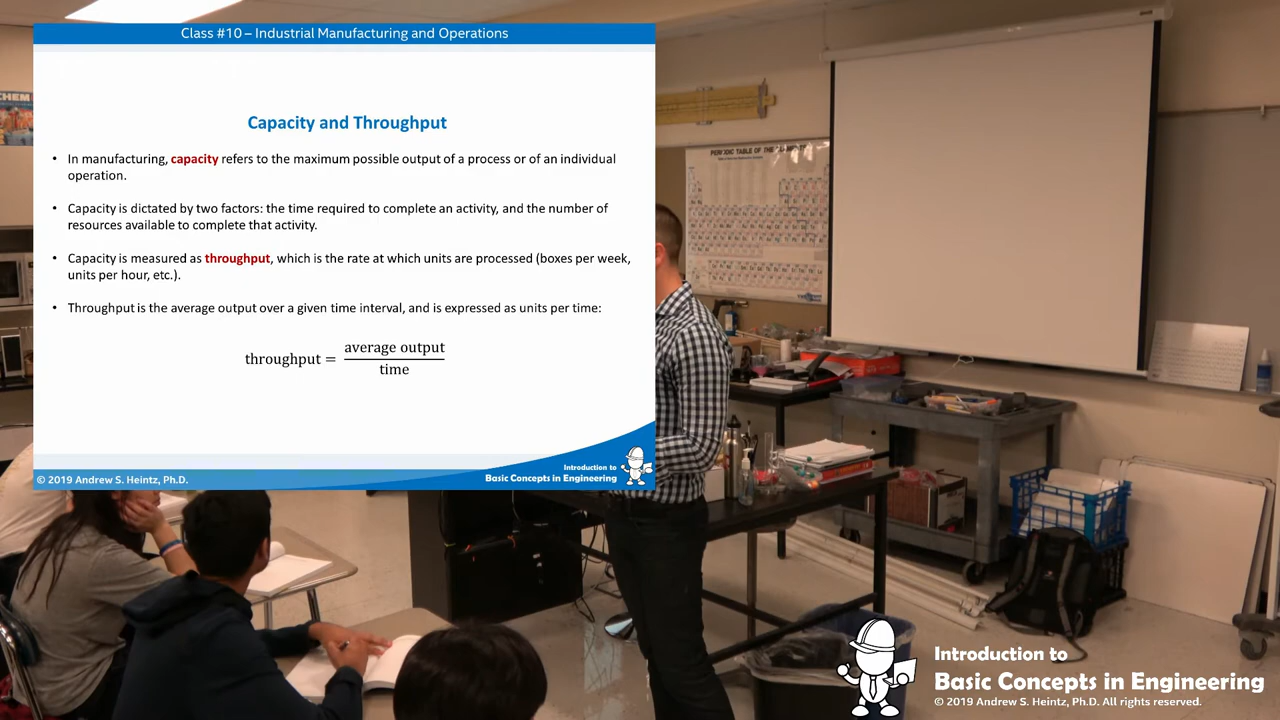 Class #10 – Industrial Manufacturing and Operations
Capacity and Throughput
• In manufacturing, capacity refers to the maximum possible output of a process or of an individual
operation.
• Capacity is dictated by two factors: the time required to complete an activity, and the number of
resources available to complete that activity.
• Capacity is measured as throughput, which is the rate at which units are processed (boxes per week,
units per hour, etc.).
• Throughput is the average output over a given time interval, and is expressed as units per time:
throughput = average output
time
© 2019 Andrew S. Heintz, Ph.D.
Introduction to
Basic Concepts in Engineering
CHEM
PERIODIC TABLE OF THE
Introduction to
Basic Concepts in Engineering
© 2019 Andrew S. Heintz, Ph.D. All rights reserved.